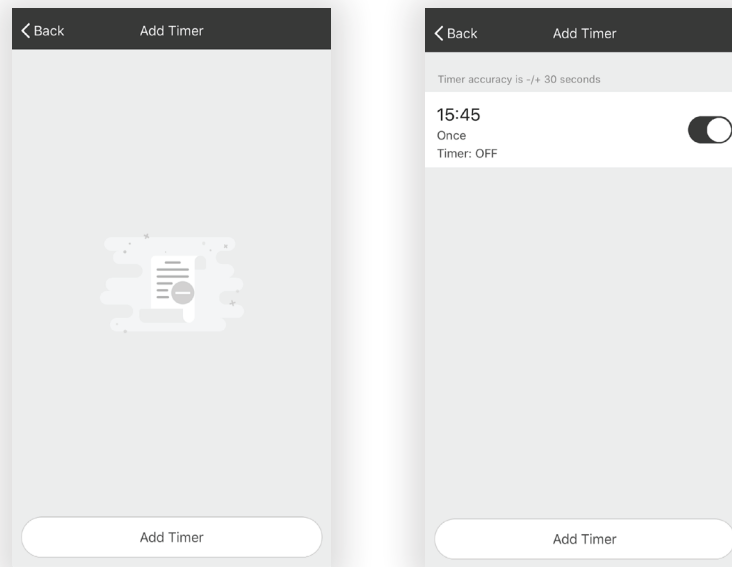 Back
Add Timer
Add Timer
Back
Add Timer
Timer accuracy is -/+ 30 seconds
15:45
Once
Timer: OFF
Add Timer